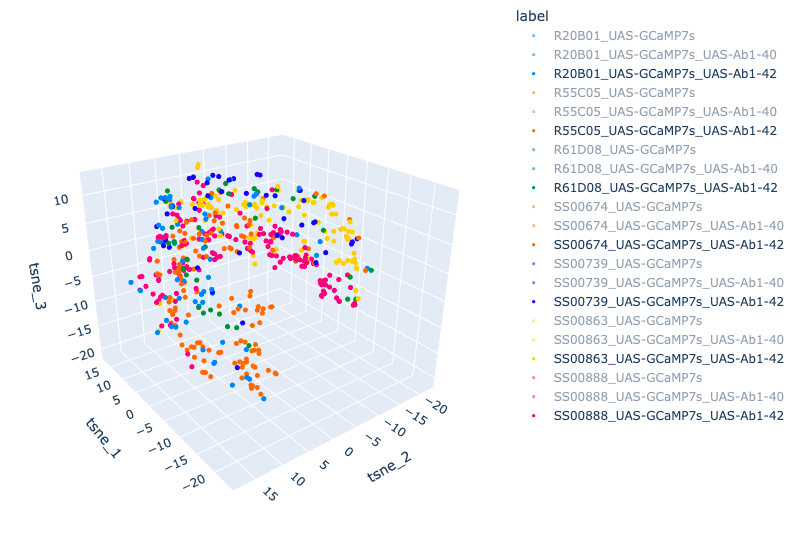 label
R20B01_UAS-GCaMP7s
R20B01_UAS-GCaMP7s_UAS-Ab1-40
R20B01_UAS-GCaMP7s_UAS-Ab1-42
R55C05_UAS-GCaMP7s
R55C05_UAS-GCaMP7s_UAS-Ab1-40
R55C05_UAS-GCaMP7s_UAS-Ab1-42
R61D08_UAS-GCaMP7s
R61D08_UAS-GCaMP7s_UAS-Ab1-40
R61D08_UAS-GCaMP7s_UAS-Ab1-42
SS00674_UAS-GCaMP7s
SS00674_UAS-GCaMP7s_UAS-Ab1-40
SS00674_UAS-GCaMP7s_UAS-Ab1-42
SS00739_UAS-GCaMP7s
SS00739_UAS-GCaMP7s_UAS-Ab1-40
SS00739_UAS-GCaMP7s_UAS-Ab1-42
SS00863_UAS-GCaMP7s
SS00863_UAS-GCaMP7s_UAS-Ab1-40
SS00863_UAS-GCaMP7s_UAS-Ab1-42
SS00888_UAS-GCaMP7s
SS00888_UAS-GCaMP7s_UAS-Ab1-40
SS00888_UAS-GCaMP7s_UAS-Ab1-42
10
5
0
−5
−10
−15
−20
tsne_3
15
10
5
0
−5
−10
−15
−20
tsne_1
15
10
5
0
−5
−10
−15
−20
tsne_2